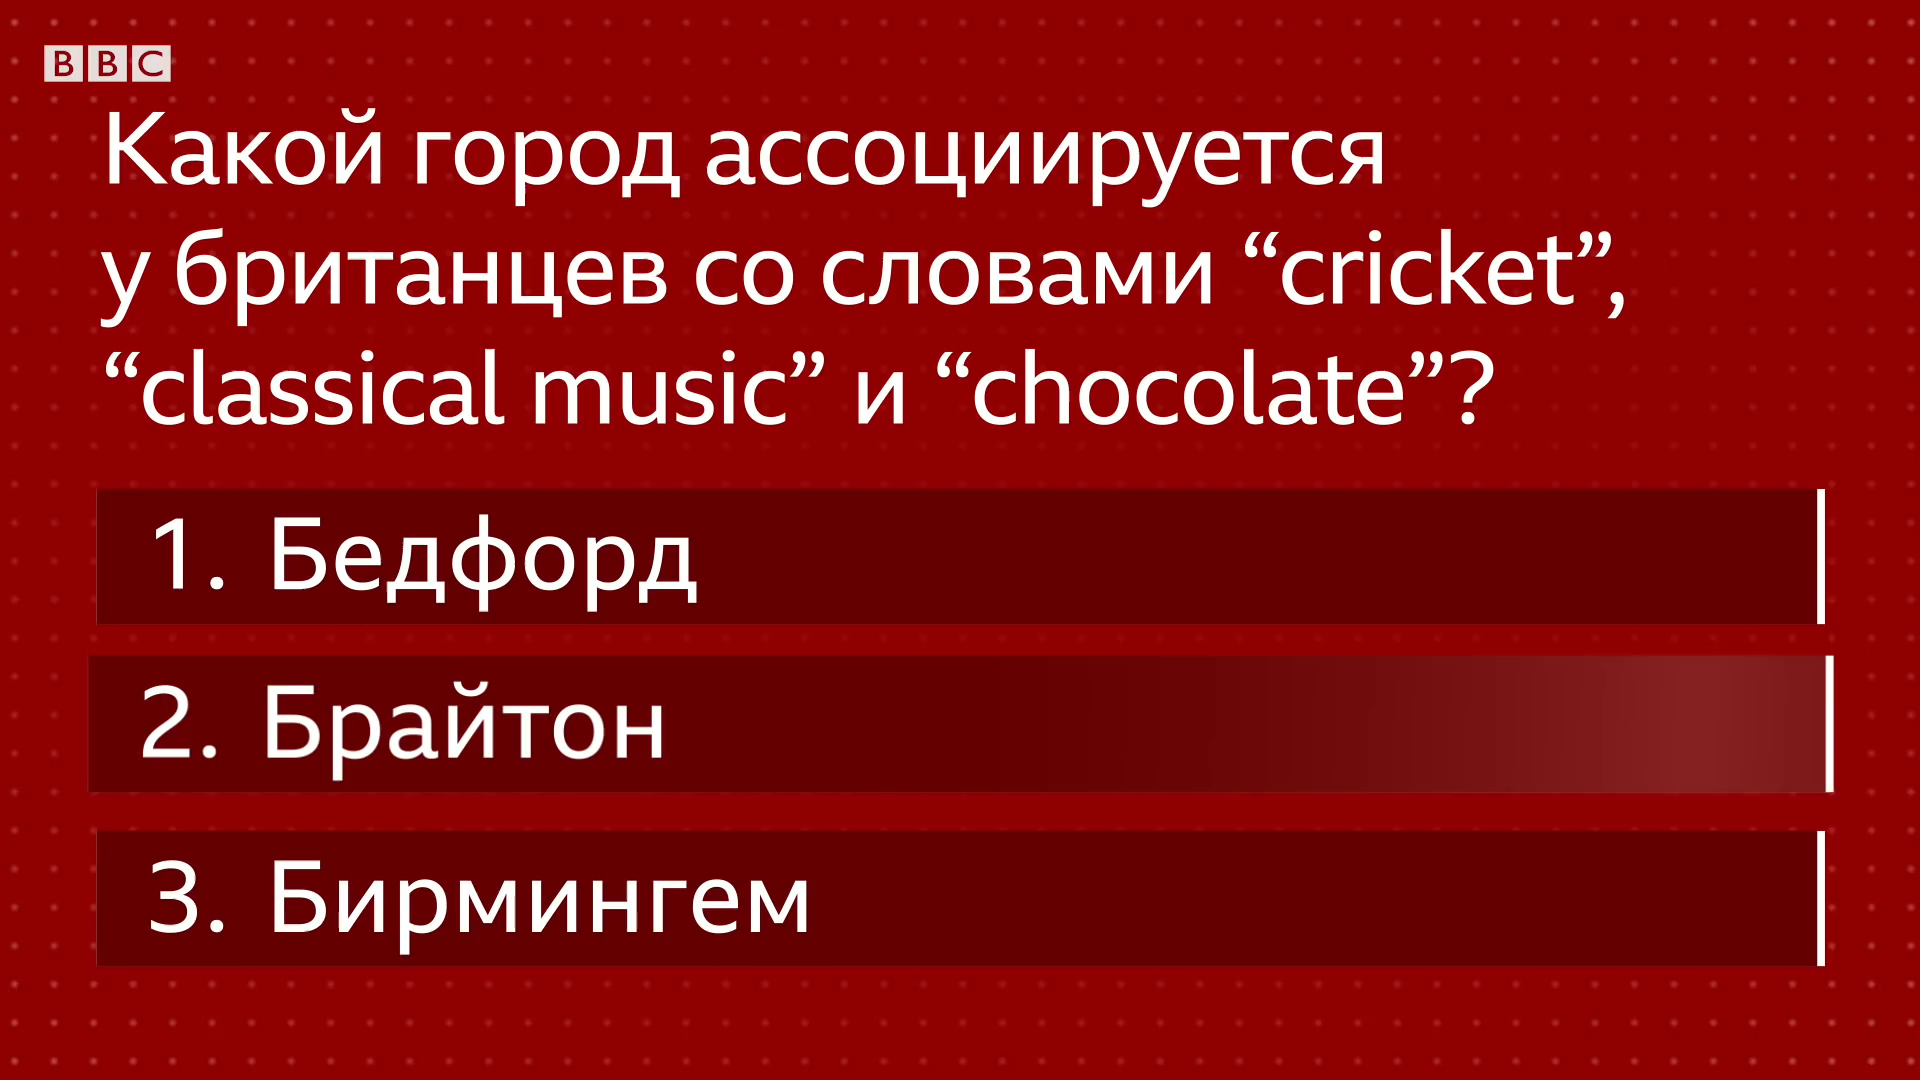 BBC
Какой город ассоциируется
у британцев со словами “cricket”,
“classical music” и “chocolate”?
1. Бедфорд
2. Брайтон
3. Бирмингем